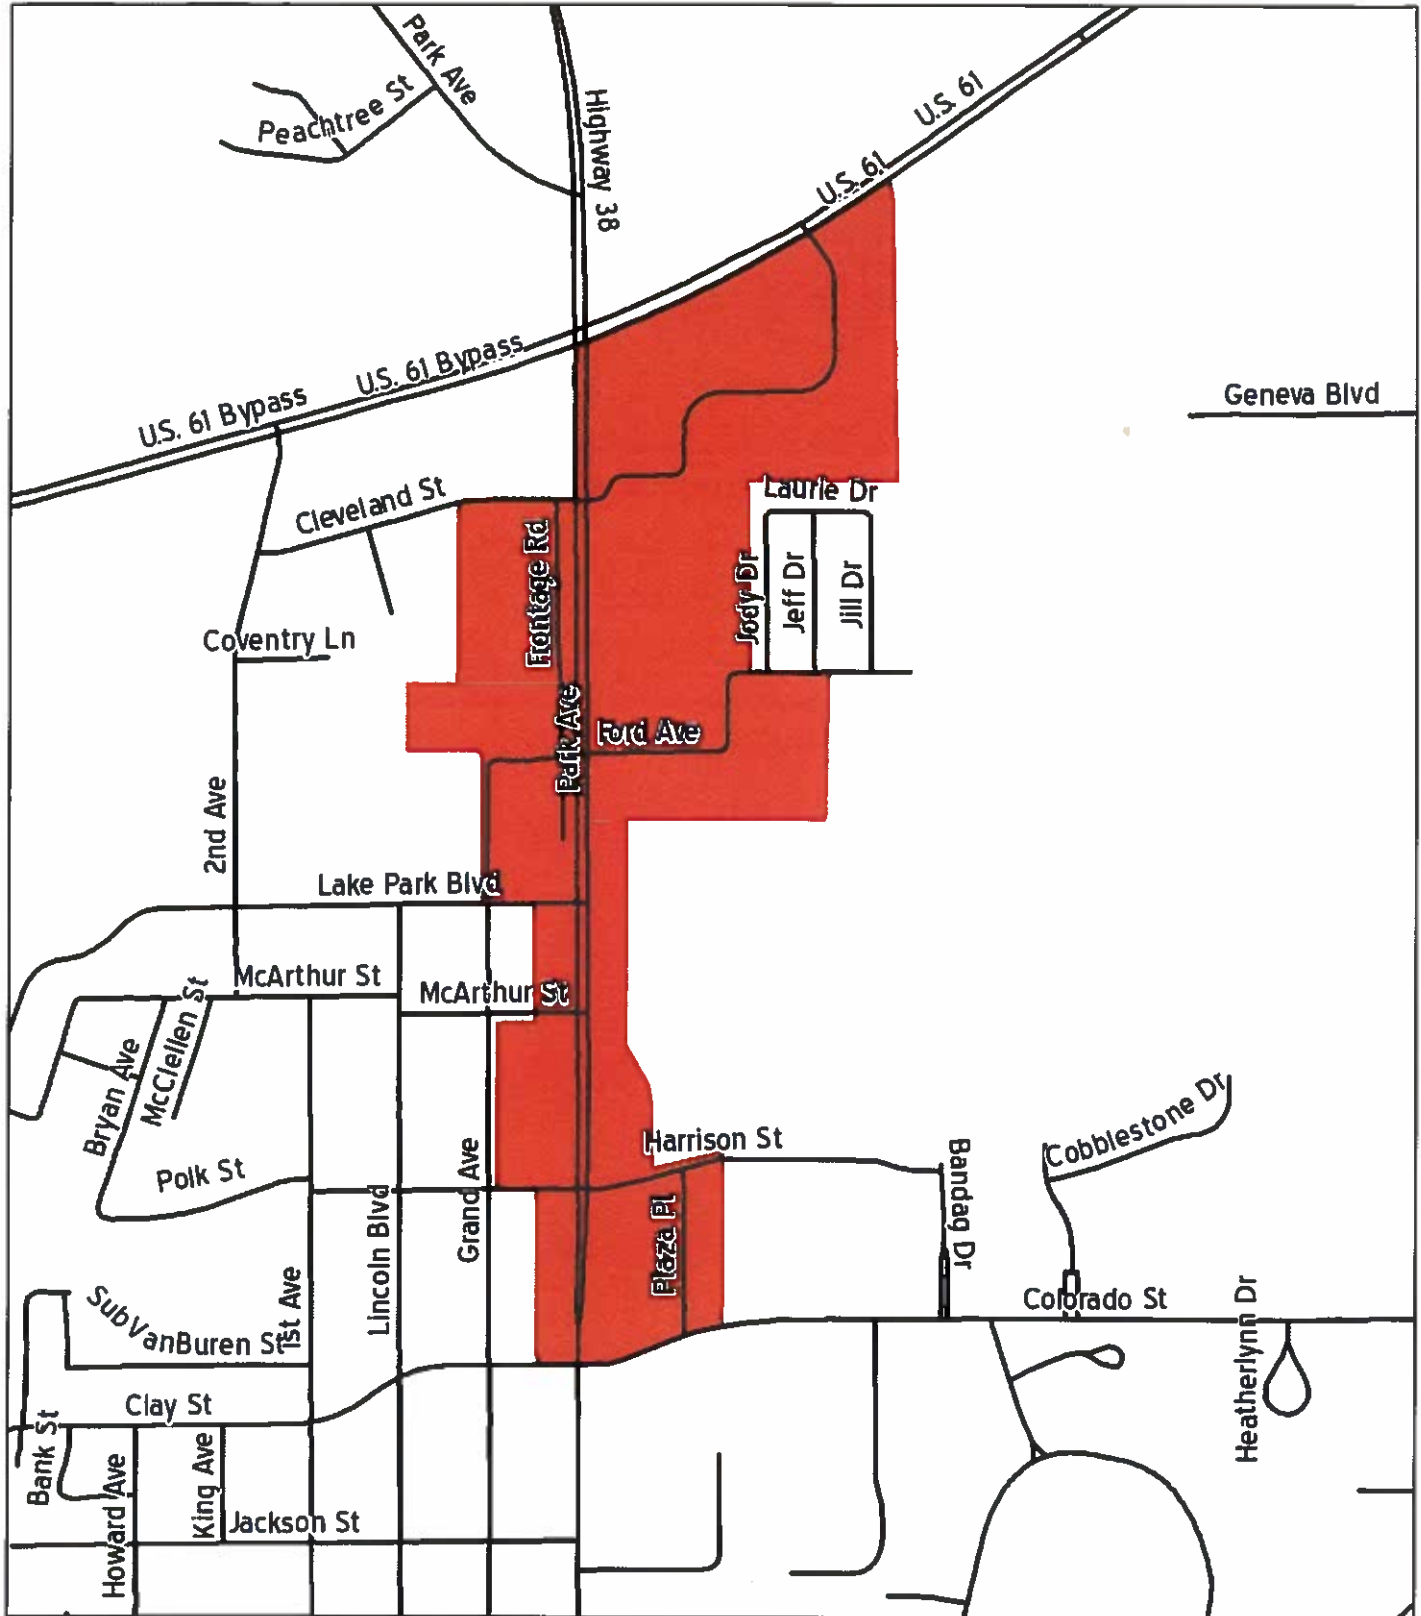 Park Ave
Peachtree St
Highway 38
U.S. 61
U.S. 61
U.S. 61 Bypass
U.S. 61 Bypass
Geneva Blvd
Cleveland St
Laurie Dr
Frontage Rd
Jody Dr
Jeff Dr
Jill Dr
Coventry Ln
Park Ave
Ford Ave
2nd Ave
Lake Park Blvd
McArthur St
McArthur St
McClellen St
Bryan Ave
Polk St
Harrison St
Cobblestone Dr
Bandag Dr
Grand Ave
Lincoln Blvd
Plaza Pl
1st Ave
Sub VanBuren St
Colorado St
Heatherlynn Dr
Clay St
Bank St
Howard Ave
King Ave
Jackson St